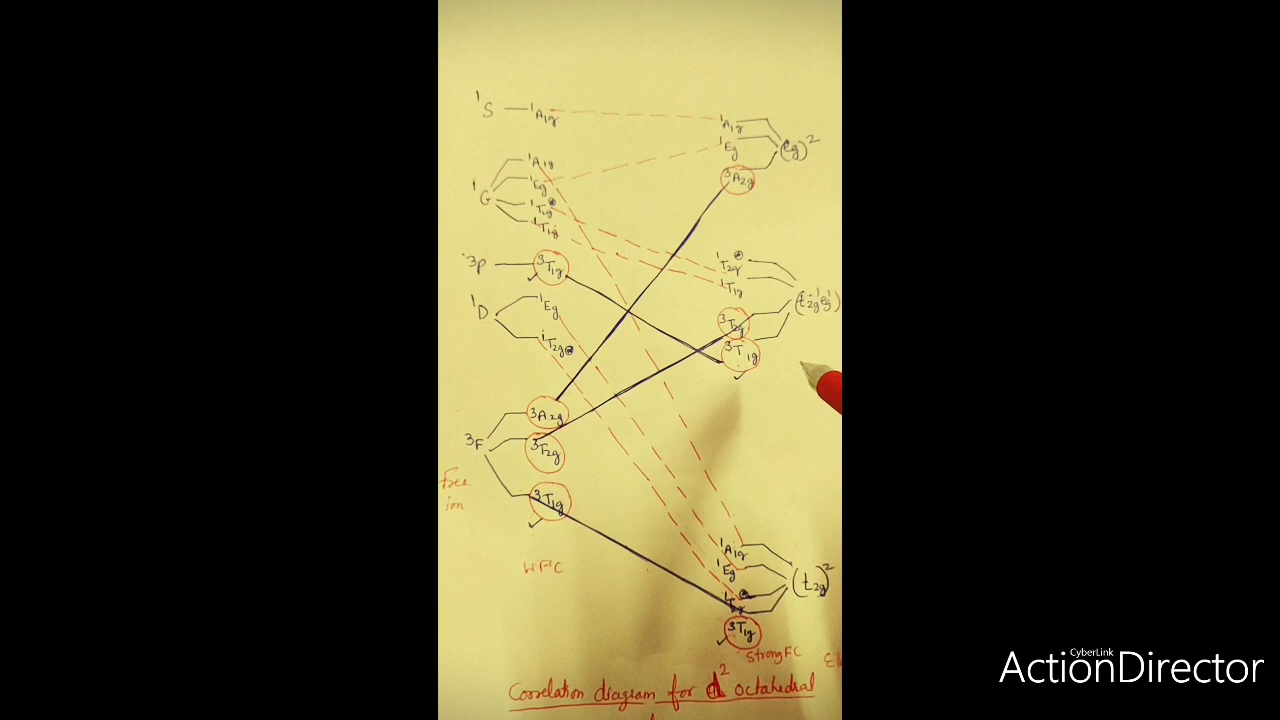 1S — 1A1g
1A1g
1Eg
(eg)2
3A2g
1A1g
1Eg
1G
1T1g
3P
3T1g
1T2g
1T1g
1D
1Eg
1T2g
3T2g
3T1g
3A2g
3F
3T2g
3T1g
Free
ion
WFC
1A1g
1Eg
(t2g)2
3T1g
Strong FC
Correlation diagram for d2 octahedral
CyberLink
ActionDirector